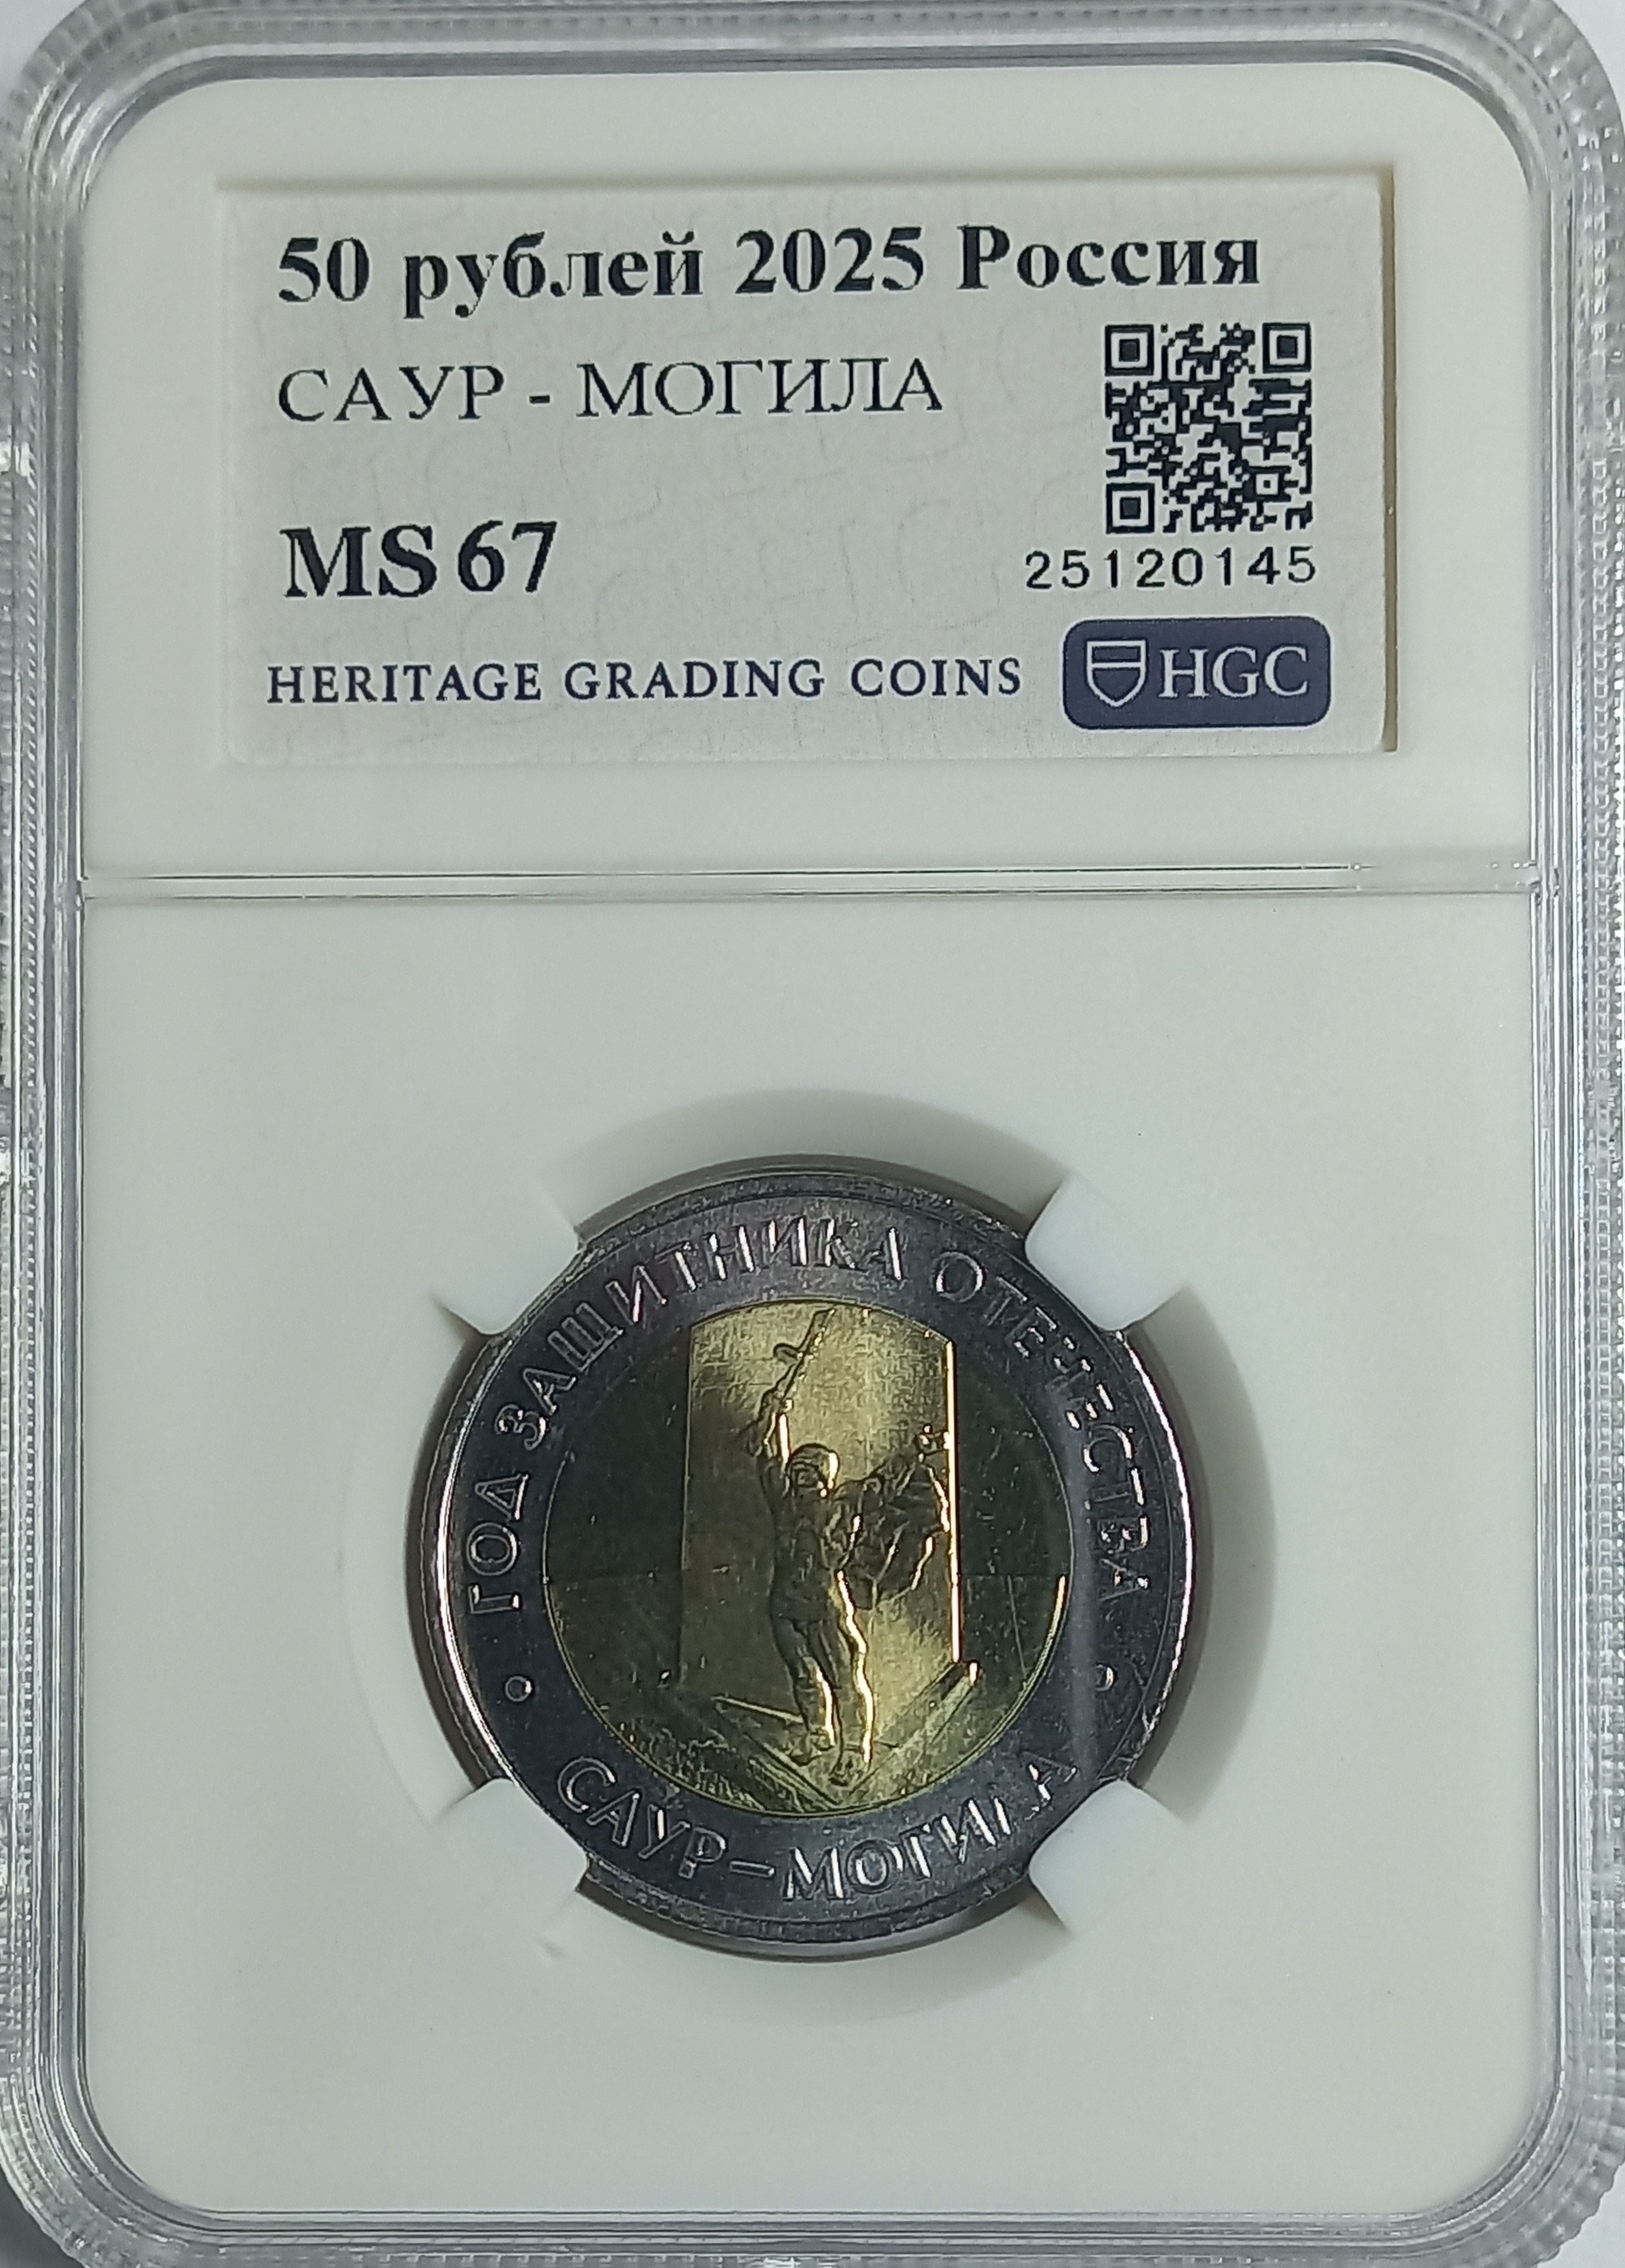 50 рублей 2025 Россия
САУР - МОГИЛА
MS 67
25120145
HERITAGE GRADING COINS
HGC
ГОД ЗАЩИТНИКА ОТЕЧЕСТВА
САУР-МОГИЛА